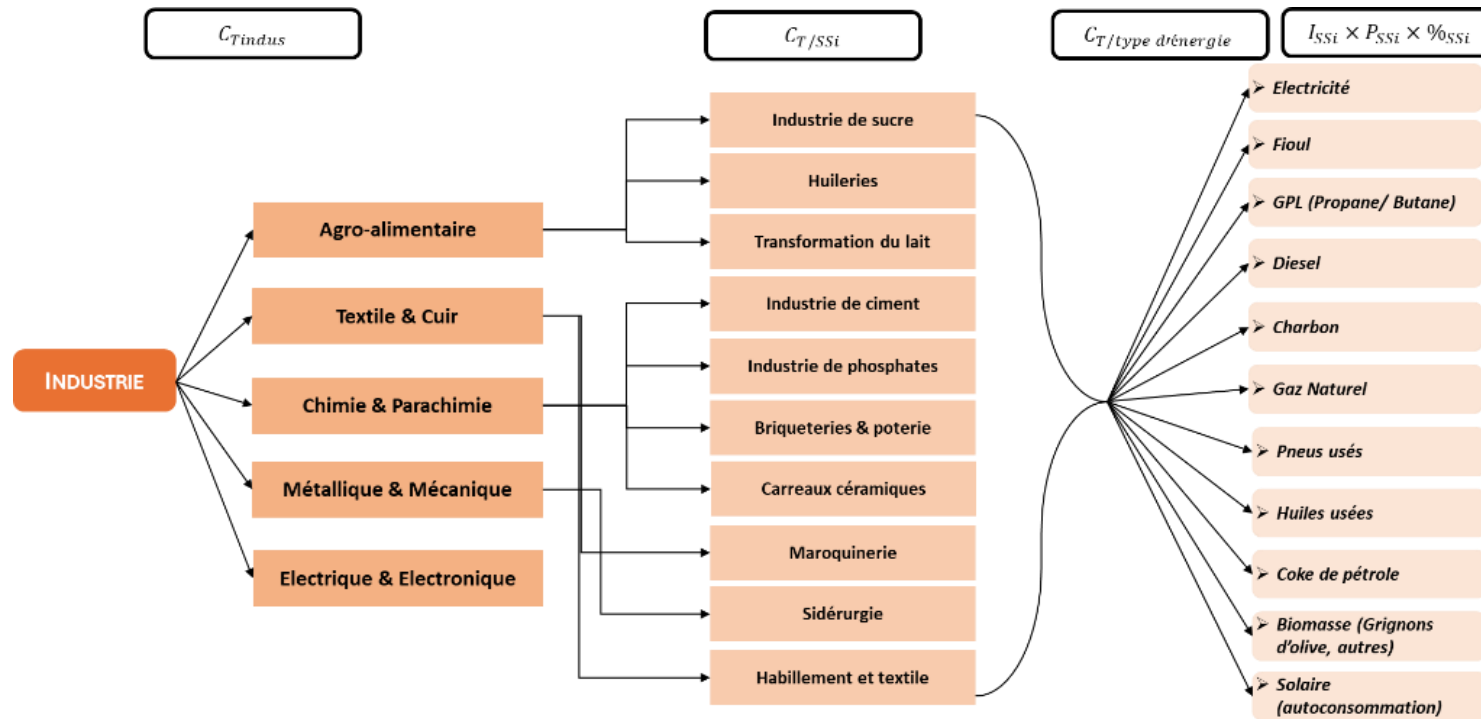 C_Tindus
C_T/SSi
C_T/type d'énergie
I_SSi × P_SSi × %_SSi
INDUSTRIE
Agro-alimentaire
Textile & Cuir
Chimie & Parachimie
Métallique & Mécanique
Electrique & Electronique
Industrie de sucre
Huileries
Transformation du lait
Industrie de ciment
Industrie de phosphates
Briqueteries & poterie
Carreaux céramiques
Maroquinerie
Sidérurgie
Habillement et textile
➢ Electricité
➢ Fioul
➢ GPL (Propane/ Butane)
➢ Diesel
➢ Charbon
➢ Gaz Naturel
➢ Pneus usés
➢ Huiles usées
➢ Coke de pétrole
➢ Biomasse (Grignons
d'olive, autres)
➢ Solaire
(autoconsommation)